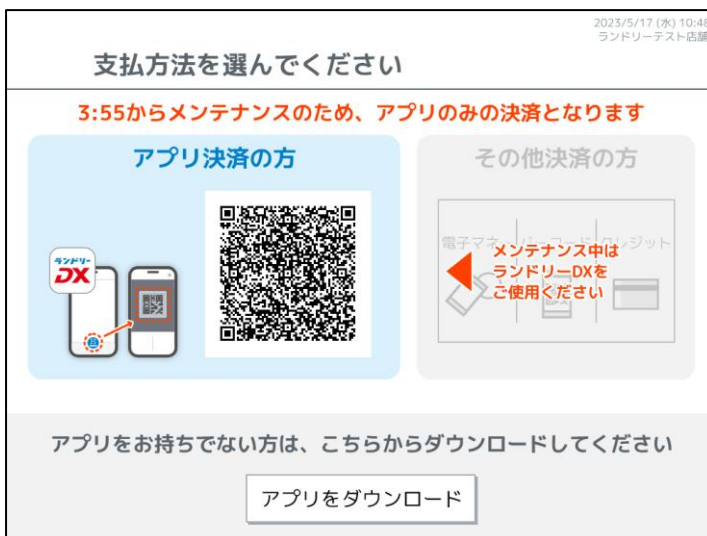 2023/5/17 (水) 10:48
ランドリーテスト店舗
支払方法を選んでください
3:55からメンテナンスのため、アプリのみの決済となります
アプリ決済の方
その他決済の方
ランドリー
DX
電子マネ
バーコード
クレジット
メンテナンス中は
ランドリーDXを
ご使用ください
アプリをお持ちでない方は、こちらからダウンロードしてください
アプリをダウンロード